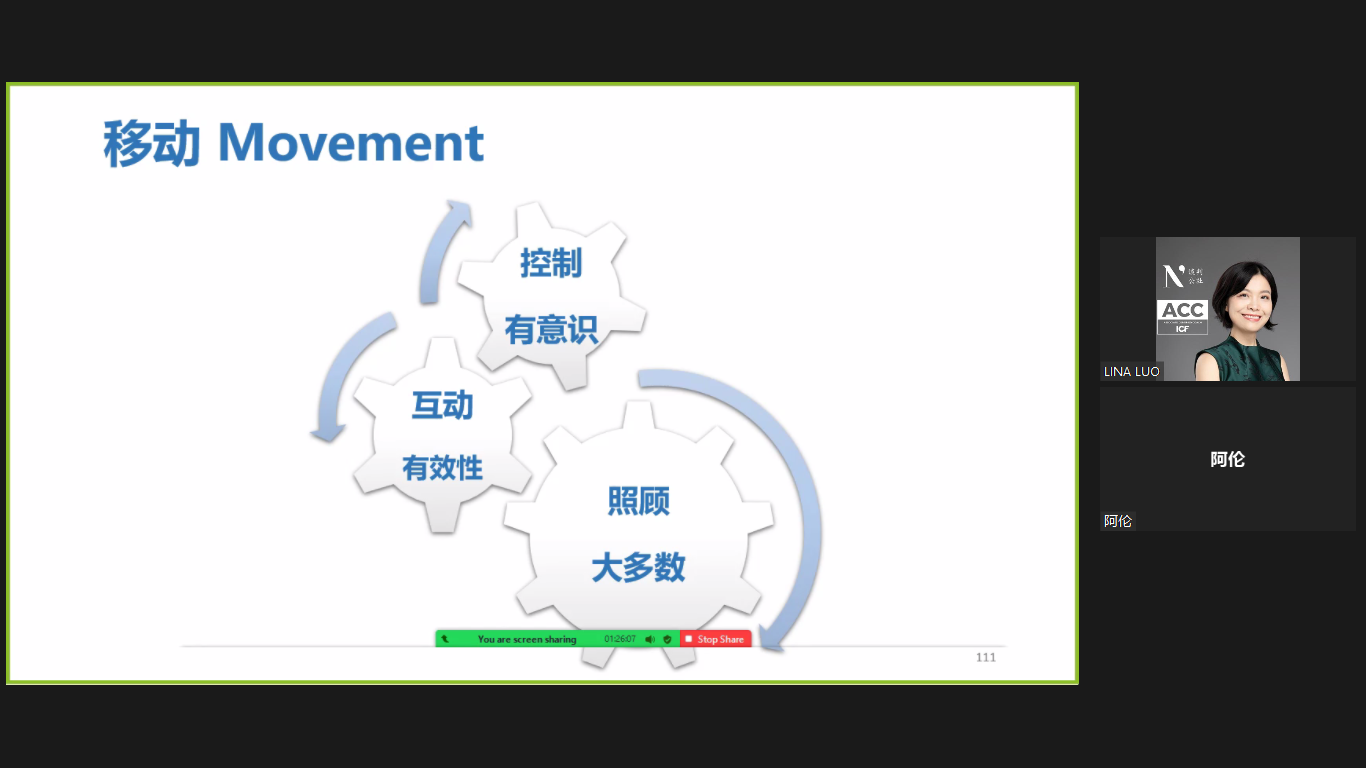 移动 Movement
控制
有意识
互动
有效性
照顾
大多数
You are screen sharing 01:26:07 Stop Share
111
N
ACC
ICF
LINA LUO
阿伦
阿伦